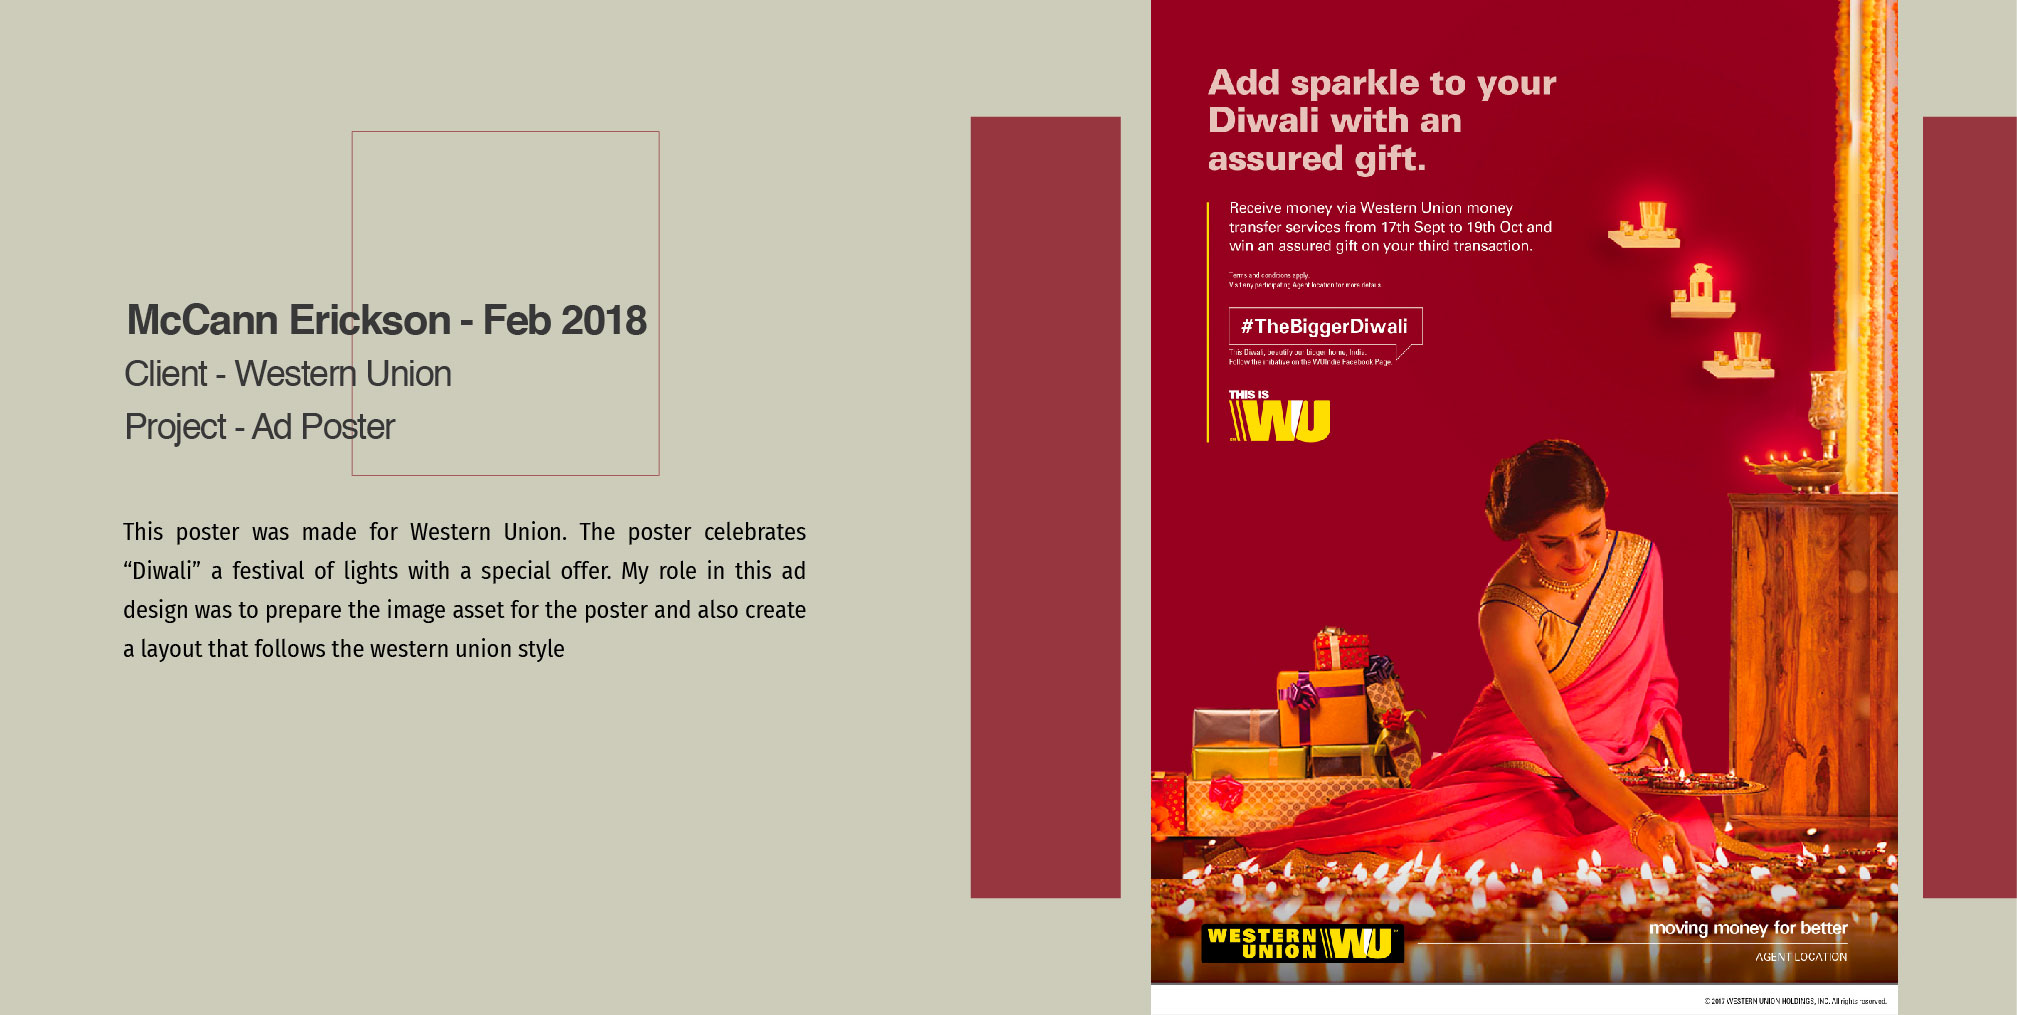 McCann Erickson - Feb 2018
Client - Western Union
Project - Ad Poster
This poster was made for Western Union. The poster celebrates
“Diwali” a festival of lights with a special offer. My role in this ad
design was to prepare the image asset for the poster and also create
a layout that follows the western union style
Add sparkle to your
Diwali with an
assured gift.
Receive money via Western Union money
transfer services from 17th Sept to 19th Oct and
win an assured gift on your third transaction.
Terms and conditions apply.
Visit any participating Agent location for more details.
#TheBiggerDiwali
This Diwali, beautify our bigger home, India.
Follow the initiative on the WUIndia Facebook Page.
THIS IS
WU
WESTERN
UNION WU
moving money for better
AGENT LOCATION
© 2017 WESTERN UNION HOLDINGS, INC. All rights reserved.